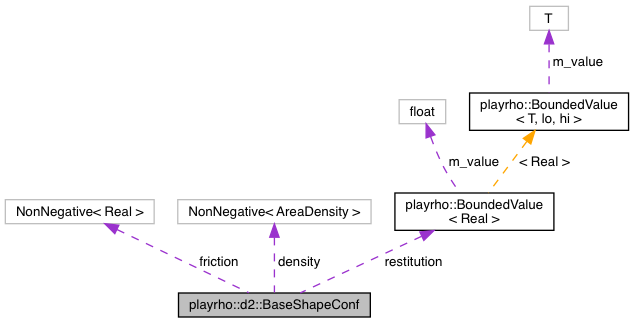 T
m_value
playrho::BoundedValue
< T, lo, hi >
float
m_value
< Real >
NonNegative< Real >
NonNegative< AreaDensity >
playrho::BoundedValue
< Real >
friction
density
restitution
playrho::d2::BaseShapeConf